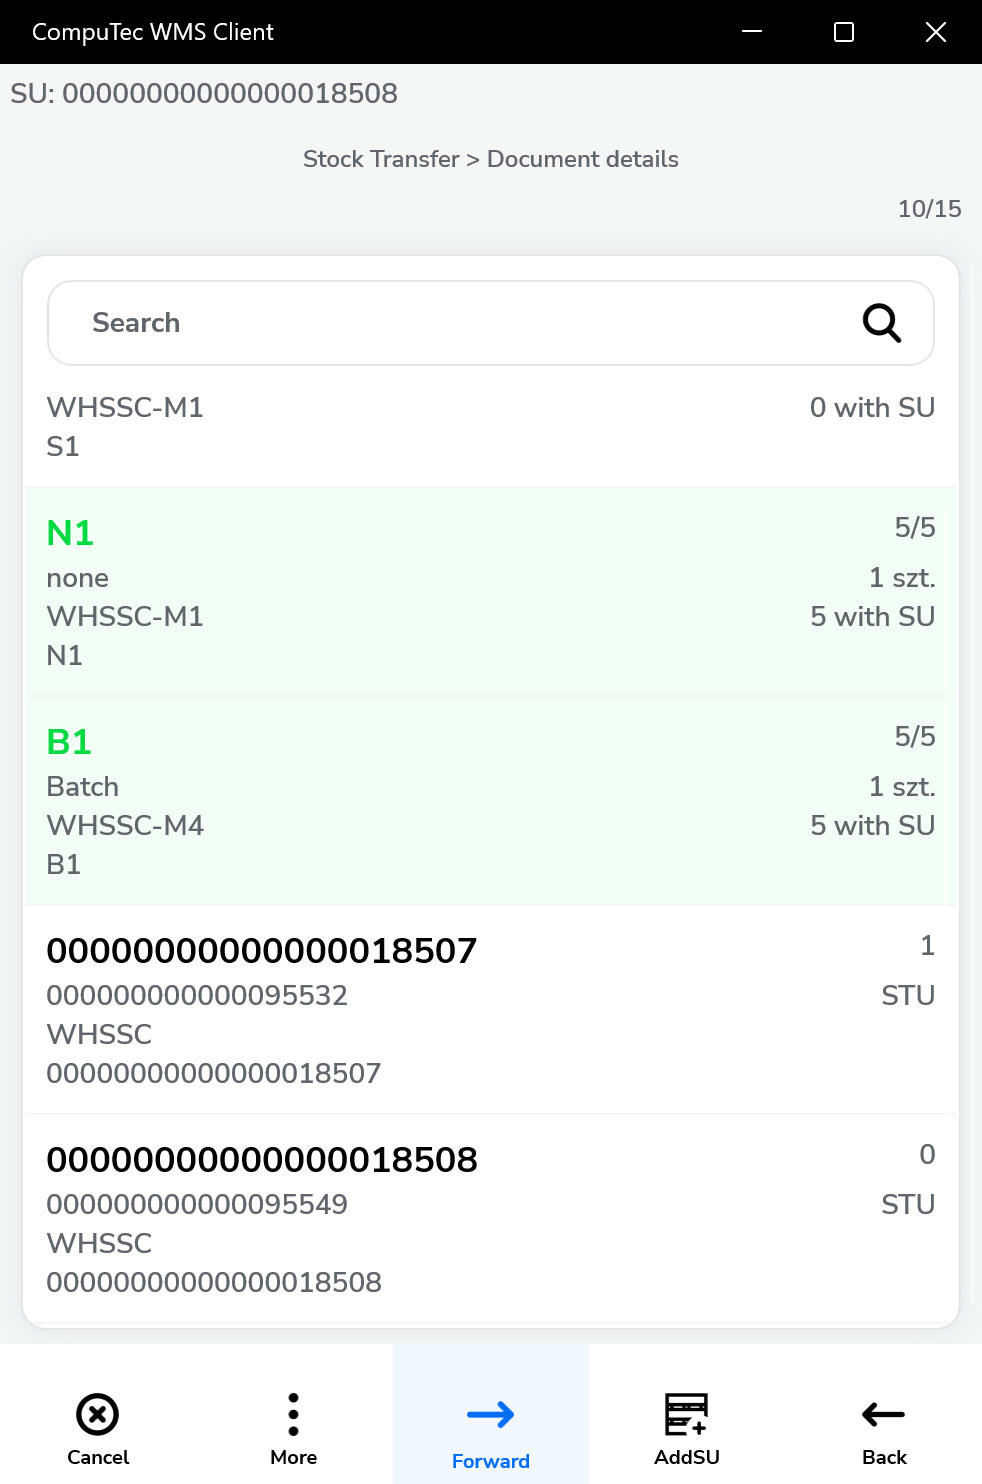 CompuTec WMS Client
SU: 00000000000000018508
Stock Transfer > Document details
10/15
Search
WHSSC-M1 0 with SU
S1
N1 5/5
none 1 szt.
WHSSC-M1 5 with SU
N1
B1 5/5
Batch 1 szt.
WHSSC-M4 5 with SU
B1
00000000000000018507 1
000000000000095532 STU
WHSSC
00000000000000018507
00000000000000018508 0
000000000000095549 STU
WHSSC
00000000000000018508
Cancel More Forward AddSU Back